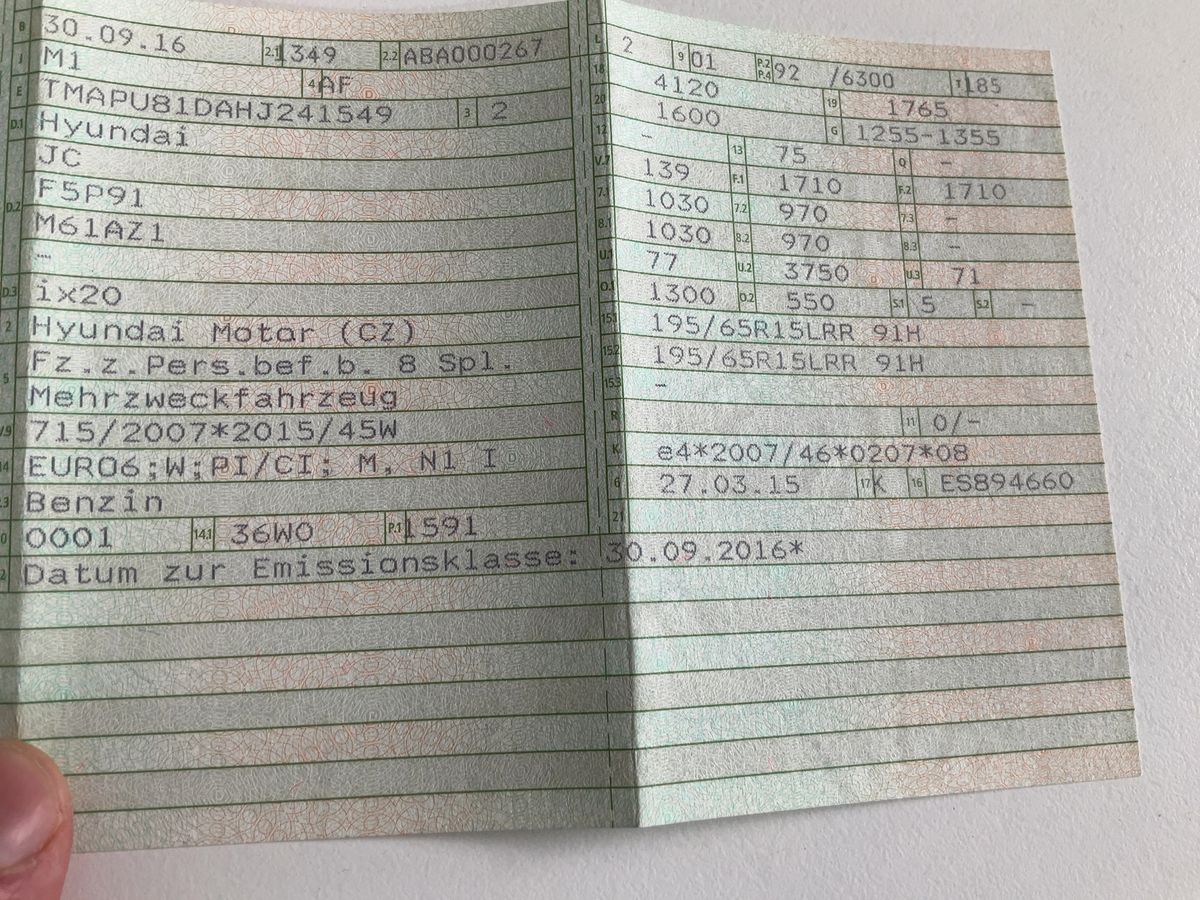 B 30.09.16 2.1 1349 2.2 ABA000267
J M1 4 AF
E TMAPU81DAHJ241549 3 2
D.1 Hyundai
JC
D.2 F5P91
M61AZ1
—
D.3 ix20
2 Hyundai Motor (CZ)
5 Fz.z.Pers.bef.b. 8 Spl.
Mehrzweckfahrzeug
V.9 715/2007*2015/45W
14 EURO6;W;PI/CI; M, N1 I
P.3 Benzin
10 0001 14.1 36W0 P.1 1591
22 Datum zur Emissionsklasse: 30.09.2016*
L 2 9 01 P.2 P.4 92 /6300 T 185
18 4120 19 1765
20 1600 G 1255-1355
12 - 13 75 Q -
V.7 139 F.1 1710 F.2 1710
7.1 1030 7.2 970 7.3 -
8.1 1030 8.2 970 8.3 -
U.1 77 U.2 3750 U.3 71
O.1 1300 O.2 550 S.1 5 S.2 -
15.1 195/65R15LRR 91H
15.2 195/65R15LRR 91H
15.3 -
R 11 0/-
K e4*2007/46*0207*08
6 27.03.15 17 K 16 ES894660
21